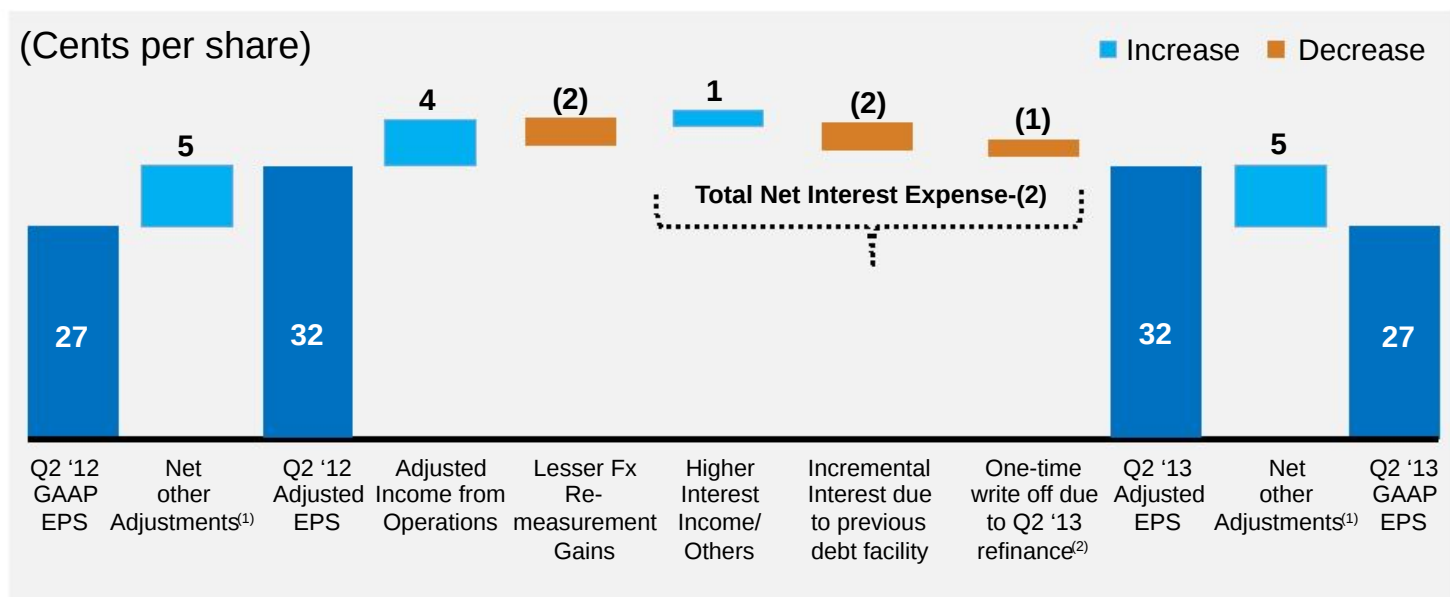 (Cents per share)
Increase
Decrease
5
4
(2)
1
(2)
(1)
5
Total Net Interest Expense-(2)
27
32
32
27
Q2 ‘12
GAAP
EPS
Net
other
Adjustments(1)
Q2 ‘12
Adjusted
EPS
Adjusted
Income from
Operations
Lesser Fx
Re-
measurement
Gains
Higher
Interest
Income/
Others
Incremental
Interest due
to previous
debt facility
One-time
write off due
to Q2 ‘13
refinance(2)
Q2 ‘13
Adjusted
EPS
Net
other
Adjustments(1)
Q2 ‘13
GAAP
EPS